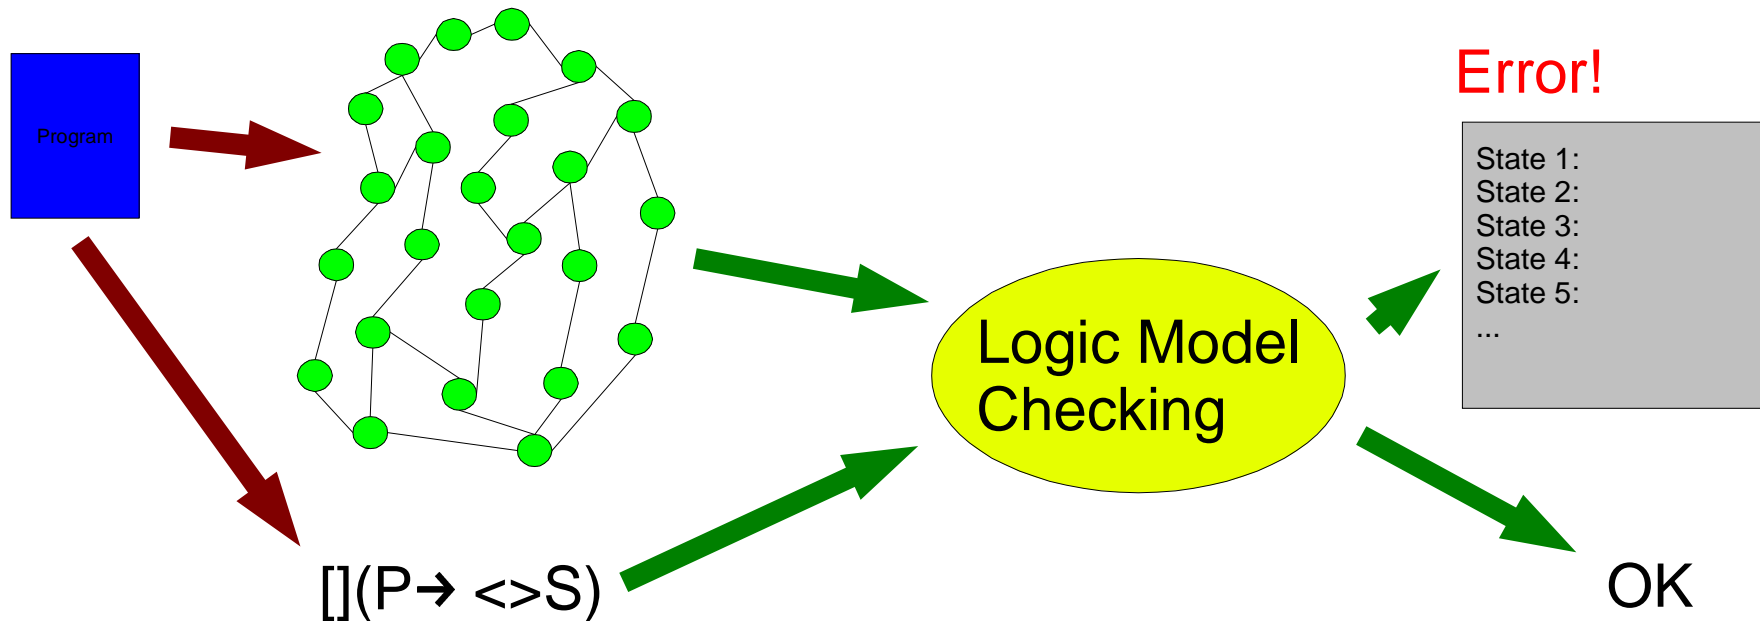 Program
Error!
State 1:
State 2:
State 3:
State 4:
State 5:
...
Logic Model
Checking
[](P→ <>S)
OK